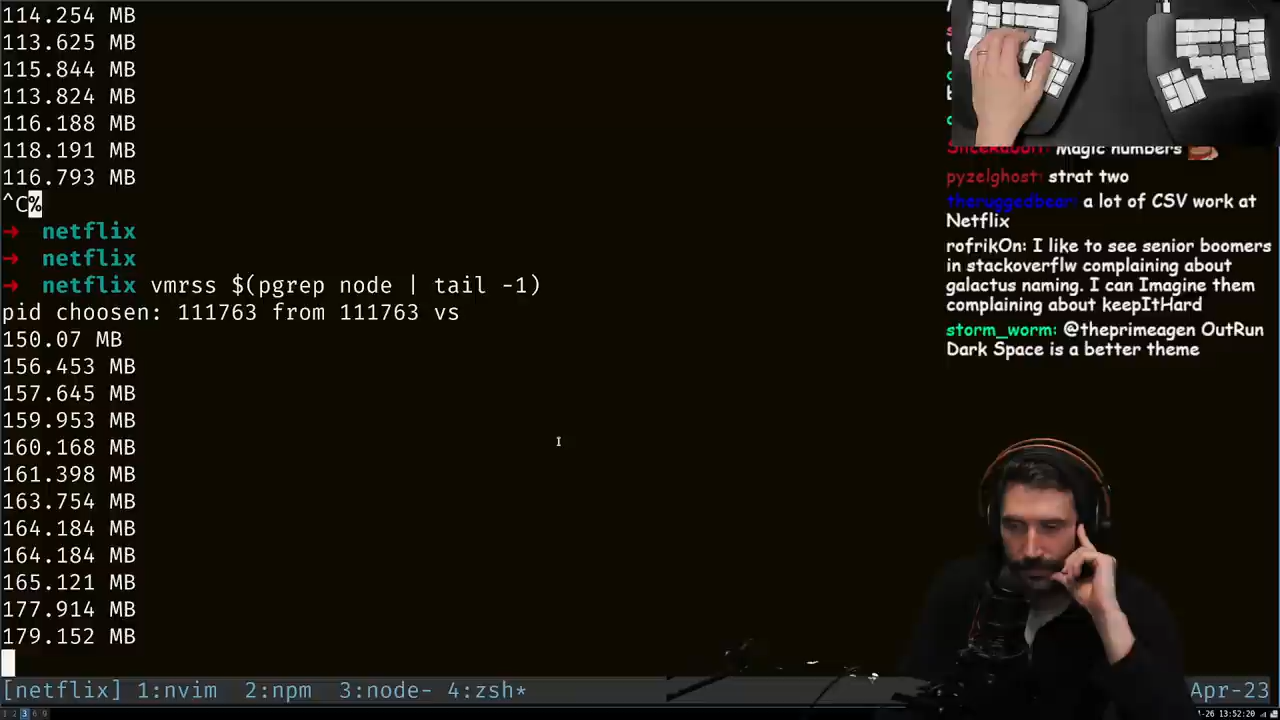 114.254 MB
113.625 MB
115.844 MB
113.824 MB
116.188 MB
118.191 MB
116.793 MB
^C%
→ netflix
→ netflix
→ netflix vmrss $(pgrep node | tail -1)
pid choosen: 111763 from 111763 vs
150.07 MB
156.453 MB
157.645 MB
159.953 MB
160.168 MB
161.398 MB
163.754 MB
164.184 MB
164.184 MB
165.121 MB
177.914 MB
179.152 MB
[netflix] 1:nvim 2:npm 3:node- 4:zsh*
Apr-23
Magic numbers
pyzelghost: strat two
theruggedbear: a lot of CSV work at
Netflix
rofrikOn: I like to see senior boomers
in stackoverflw complaining about
galactus naming. I can Imagine them
complaining about keepItHard
storm_worm: @theprimeagen OutRun
Dark Space is a better theme
13:52:20